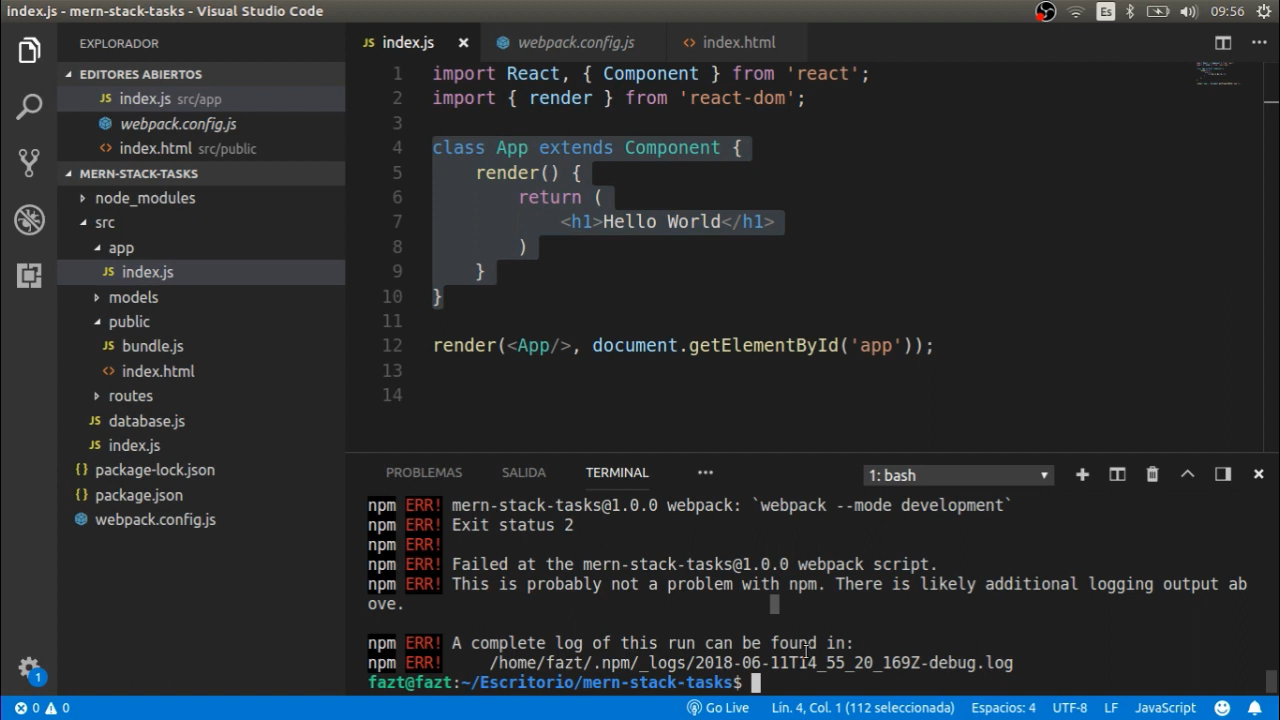 index.js - mern-stack-tasks - Visual Studio Code
Es
09:56
EXPLORADOR
EDITORES ABIERTOS
index.js src/app
webpack.config.js
index.html src/public
MERN-STACK-TASKS
node_modules
src
app
JS index.js
models
public
JS bundle.js
index.html
routes
JS database.js
JS index.js
{} package-lock.json
{} package.json
webpack.config.js
1
JS index.js
webpack.config.js
index.html
1 import React, { Component } from 'react';
2 import { render } from 'react-dom';
3
4 class App extends Component {
5 render() {
6 return (
7 <h1>Hello World</h1>
8 )
9 }
10 }
11
12 render(<App/>, document.getElementById('app'));
13
14
PROBLEMAS SALIDA TERMINAL ... 1: bash
npm ERR! mern-stack-tasks@1.0.0 webpack: `webpack --mode development`
npm ERR! Exit status 2
npm ERR!
npm ERR! Failed at the mern-stack-tasks@1.0.0 webpack script.
npm ERR! This is probably not a problem with npm. There is likely additional logging output ab
ove.
npm ERR! A complete log of this run can be found in:
npm ERR! /home/fazt/.npm/_logs/2018-06-11T14_55_20_169Z-debug.log
fazt@fazt:~/Escritorio/mern-stack-tasks$
0 0 Go Live Lín. 4, Col. 1 (112 seleccionada) Espacios: 4 UTF-8 LF JavaScript